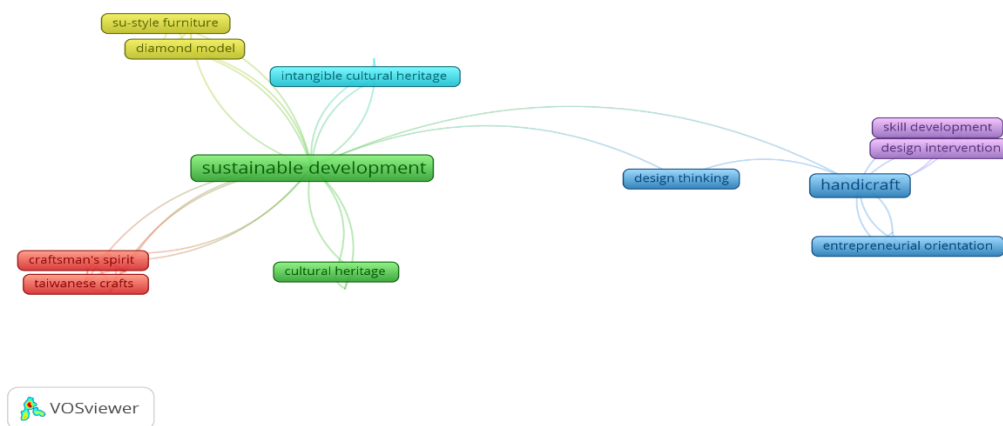 su-style furniture
diamond model
intangible cultural heritage
skill development
design intervention
sustainable development
design thinking
handicraft
entrepreneurial orientation
craftsman's spirit
cultural heritage
taiwanese crafts
VOSviewer